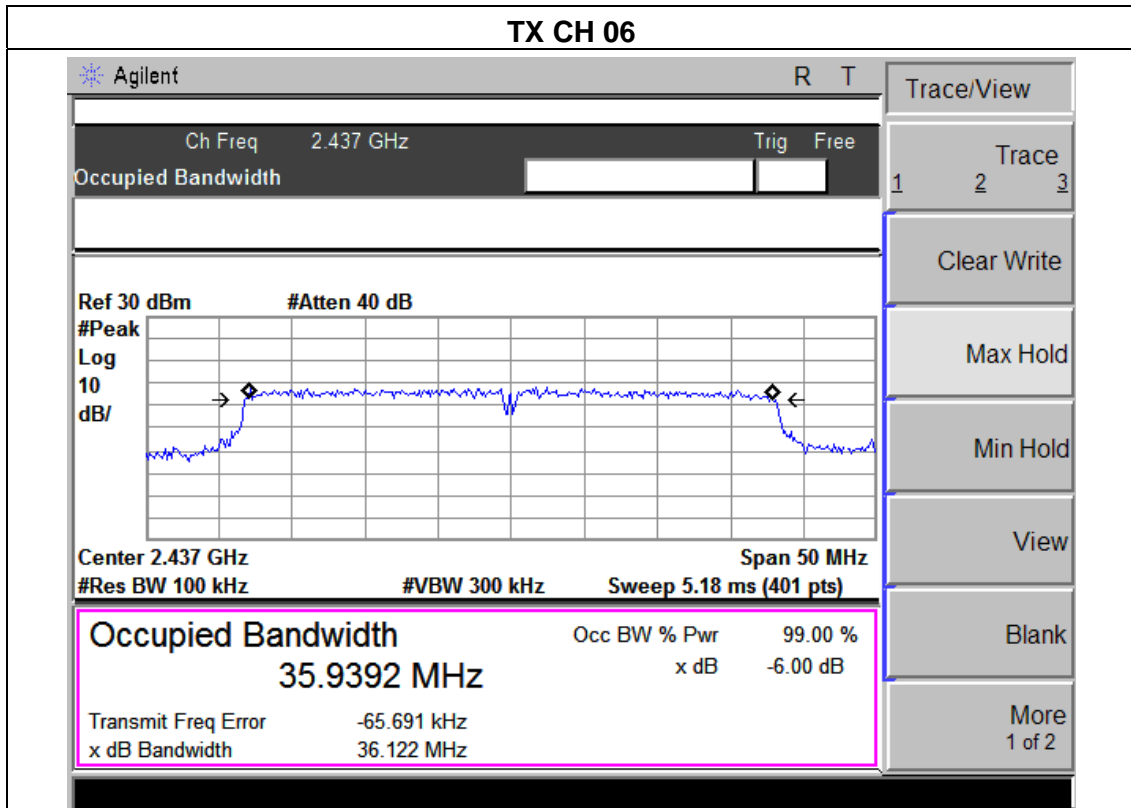 TX CH 06
Agilent R T
Trace/View
Ch Freq 2.437 GHz Trig Free
Occupied Bandwidth
Trace
1 2 3
Clear Write
Ref 30 dBm #Atten 40 dB
#Peak
Log
10
dB/
Max Hold
Min Hold
View
Center 2.437 GHz Span 50 MHz
#Res BW 100 kHz #VBW 300 kHz Sweep 5.18 ms (401 pts)
Occupied Bandwidth Occ BW % Pwr 99.00 %
35.9392 MHz x dB -6.00 dB
Blank
Transmit Freq Error -65.691 kHz
x dB Bandwidth 36.122 MHz
More
1 of 2